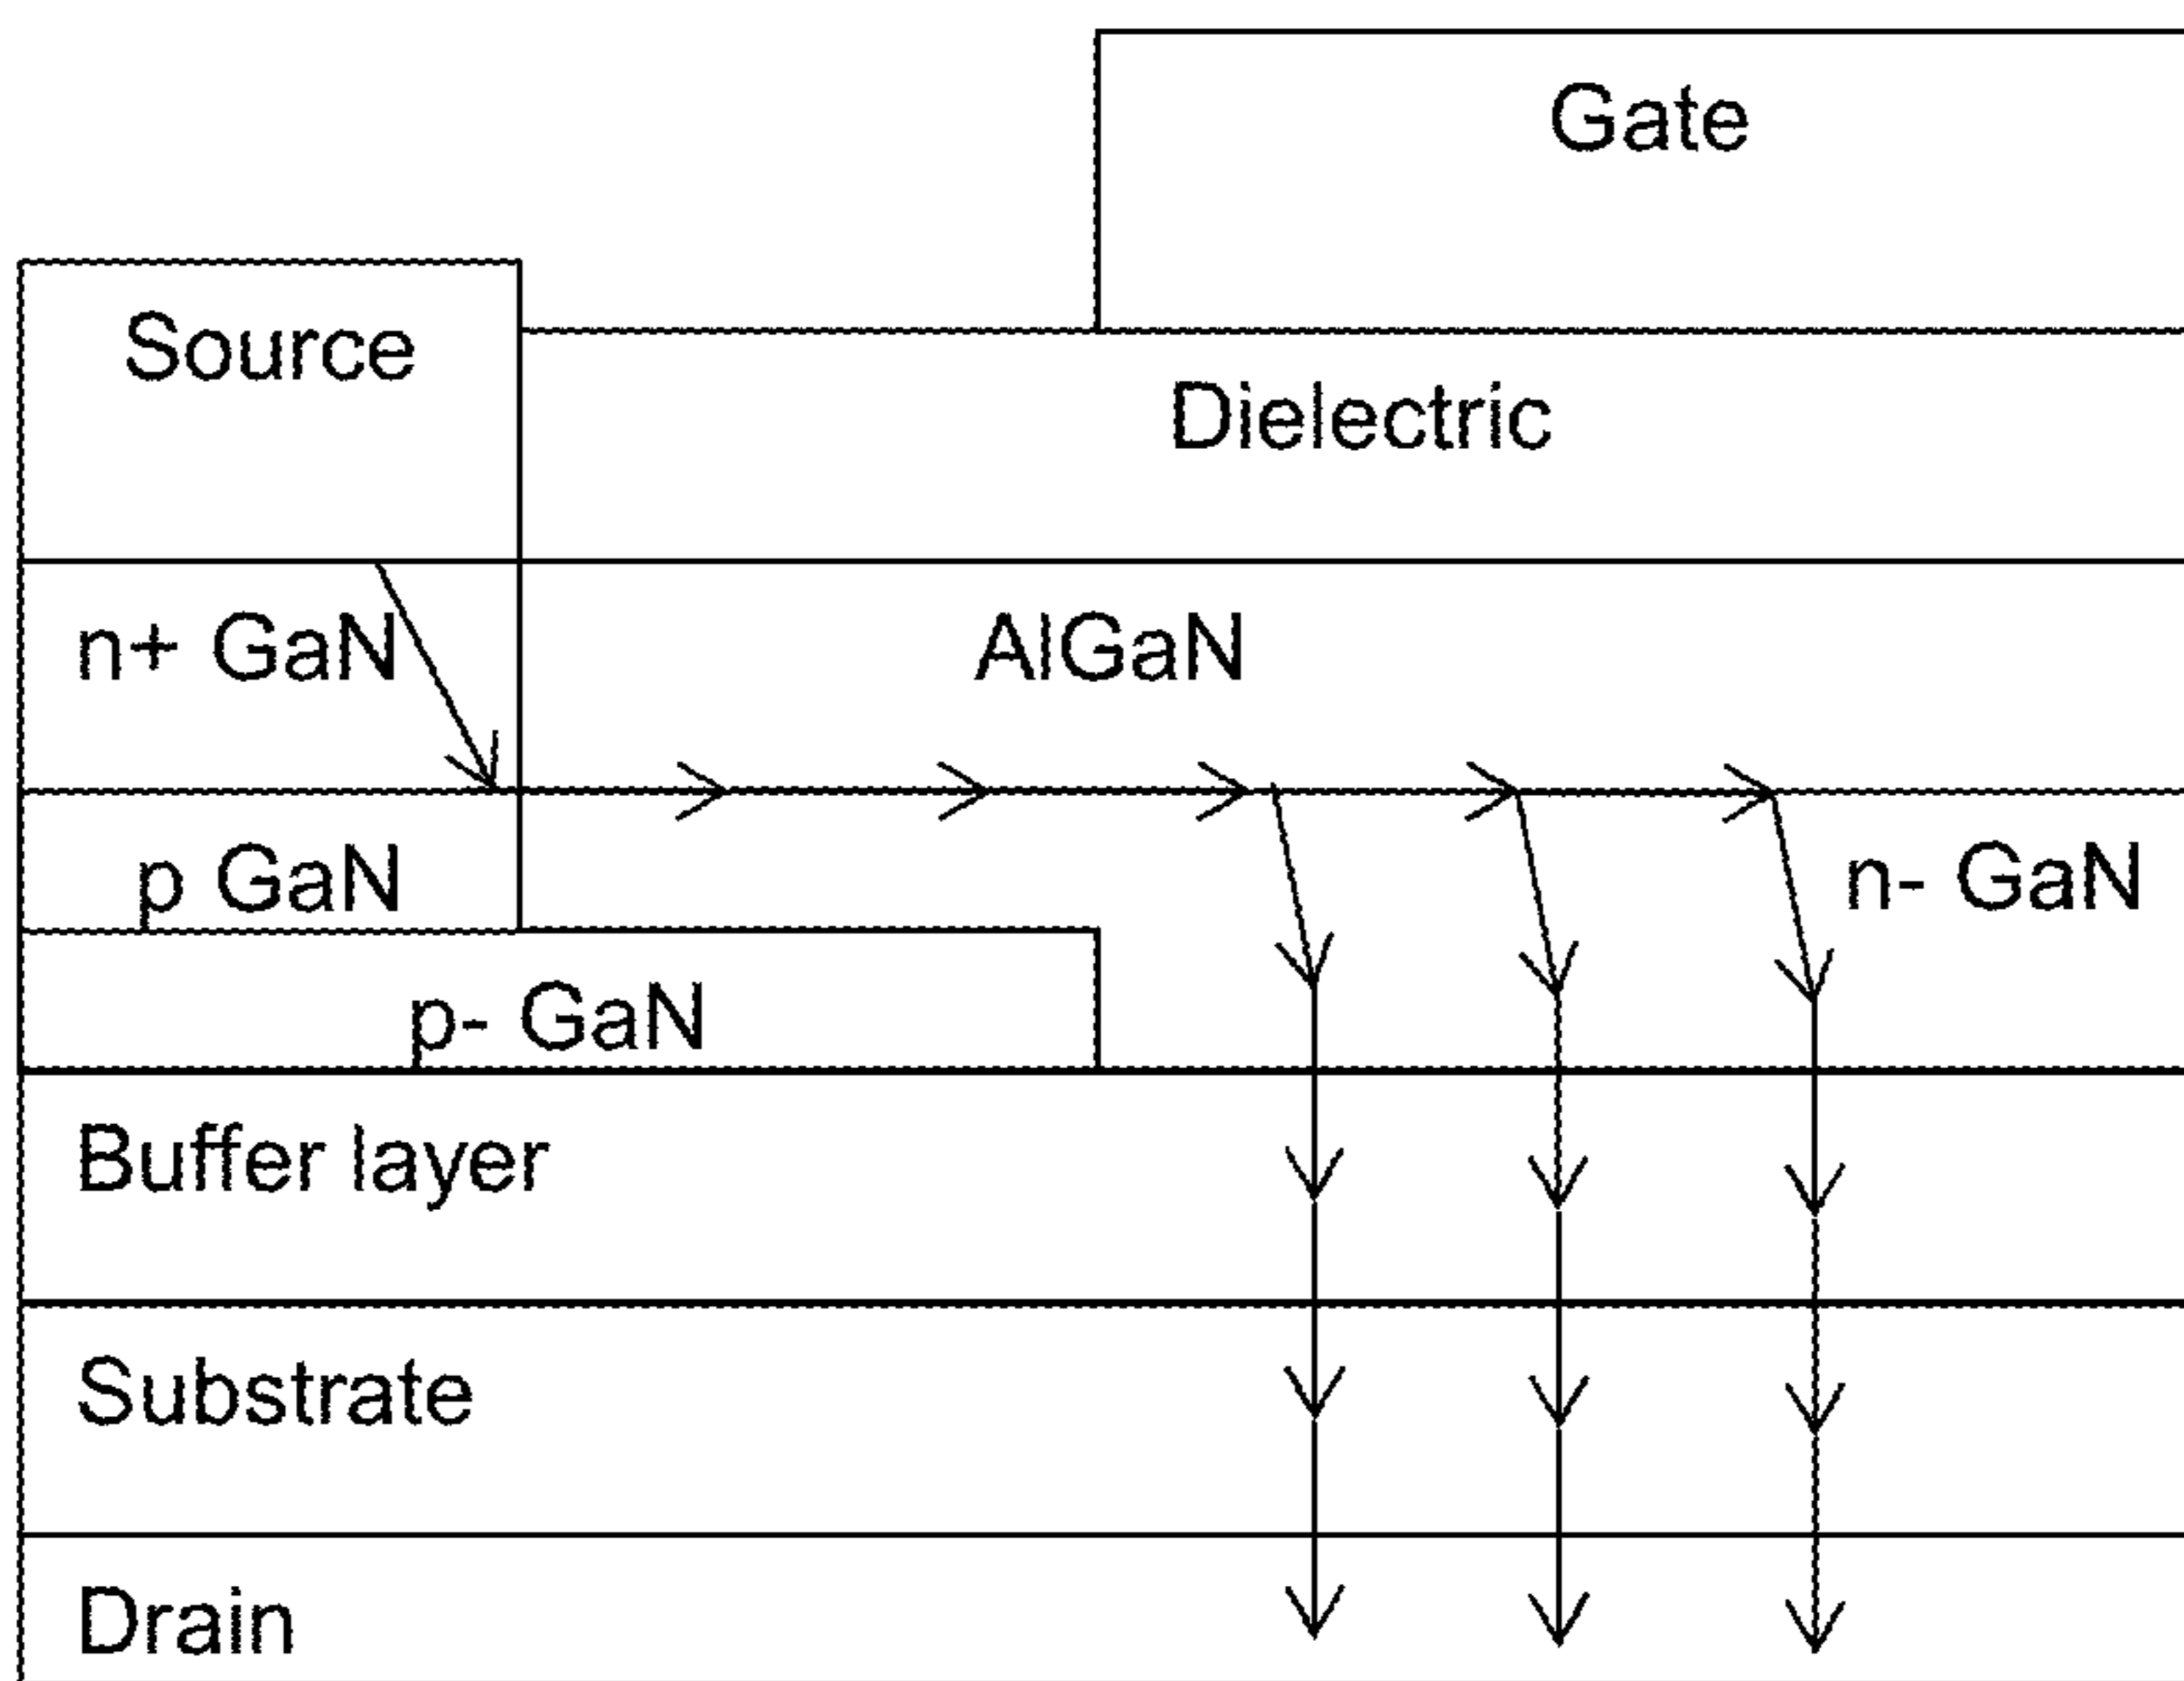 Gate
Source
Dielectric
n+ GaN
AlGaN
p GaN
n- GaN
p- GaN
Buffer layer
Substrate
Drain